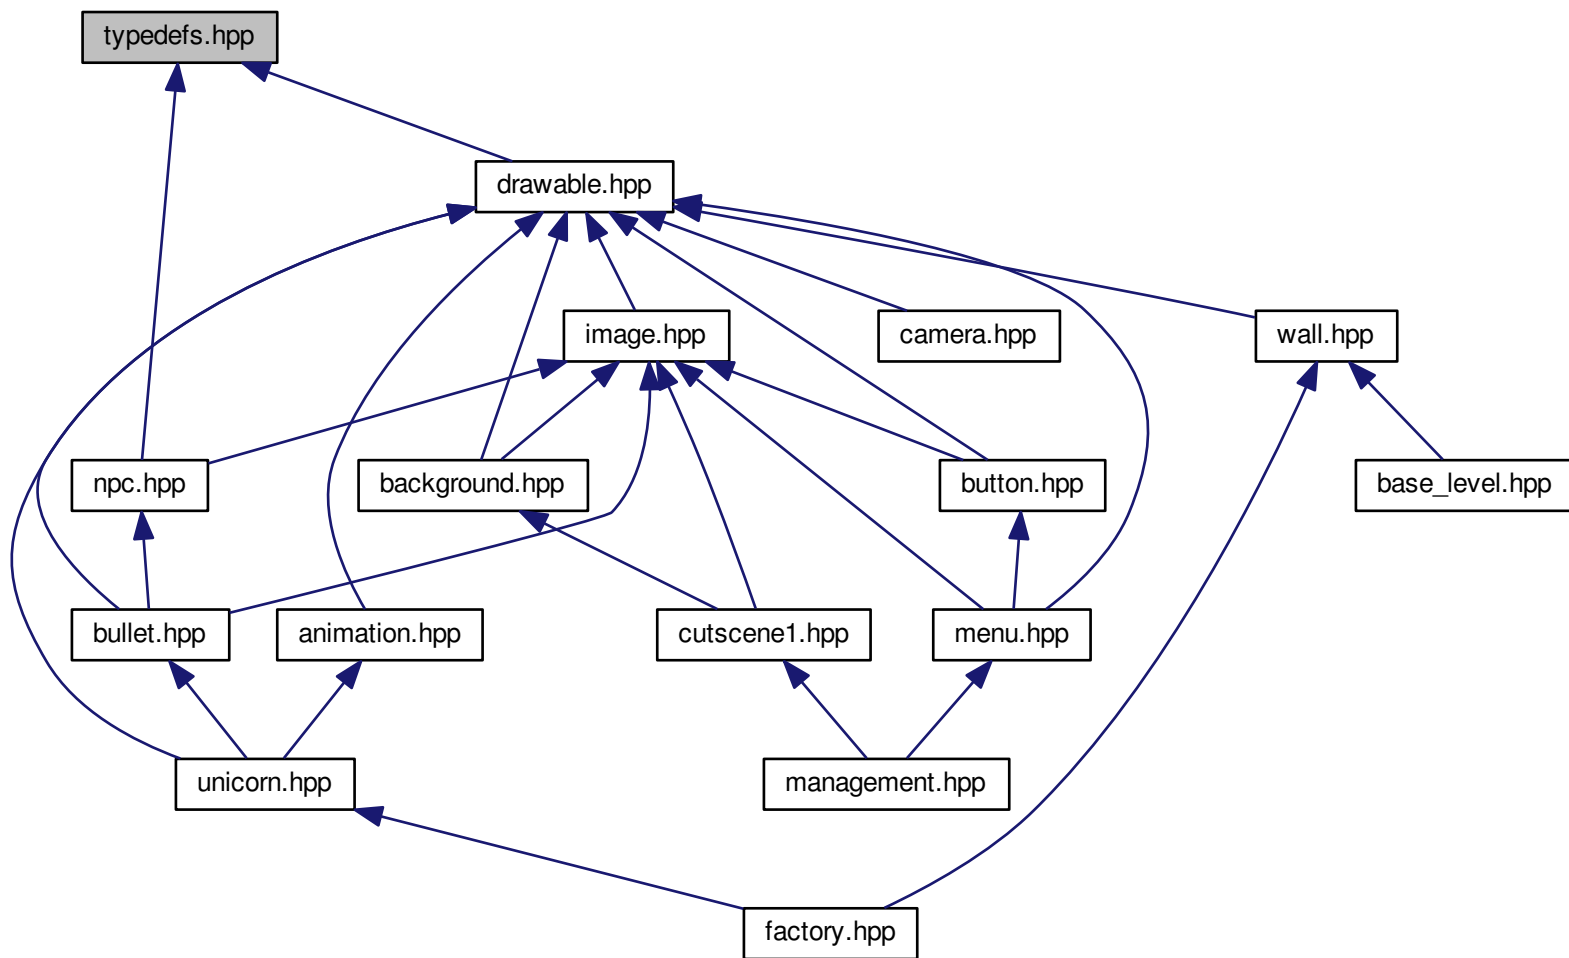 typedefs.hpp
drawable.hpp
image.hpp
camera.hpp
wall.hpp
npc.hpp
background.hpp
button.hpp
base_level.hpp
bullet.hpp
animation.hpp
cutscene1.hpp
menu.hpp
unicorn.hpp
management.hpp
factory.hpp